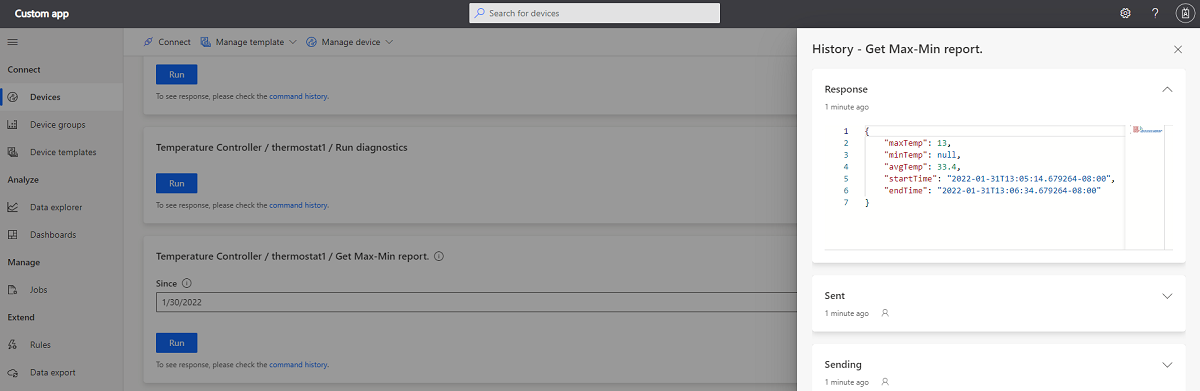 Custom app
Search for devices
Connect
Devices
Device groups
Device templates
Analyze
Data explorer
Dashboards
Manage
Jobs
Extend
Rules
Data export
Connect Manage template Manage device
Run
To see response, please check the command history.
Temperature Controller / thermostat1 / Run diagnostics
Run
To see response, please check the command history.
Temperature Controller / thermostat1 / Get Max-Min report.
Since
1/30/2022
Run
To see response, please check the command history.
History - Get Max-Min report.
Response
1 minute ago
1 {
2 "maxTemp": 13,
3 "minTemp": null,
4 "avgTemp": 33.4,
5 "startTime": "2022-01-31T13:05:14.679264-08:00",
6 "endTime": "2022-01-31T13:06:34.679264-08:00"
7 }
Sent
1 minute ago
Sending
1 minute ago